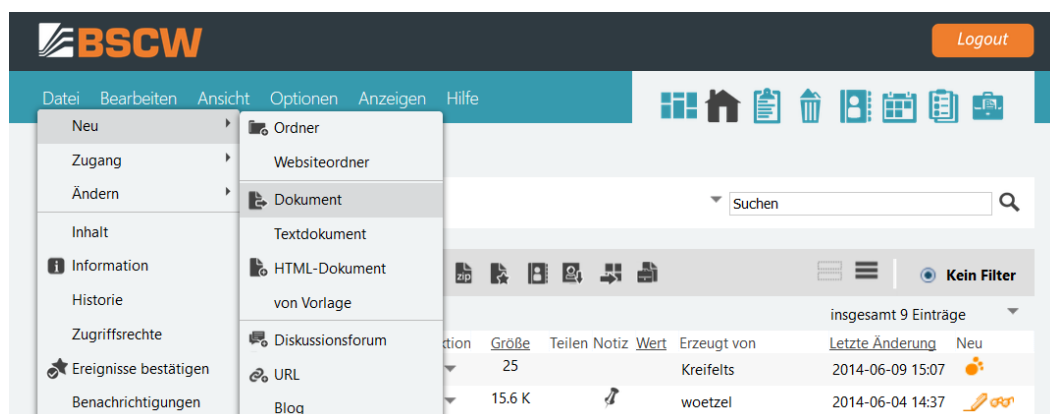 BSCW
Logout
Datei Bearbeiten Ansicht Optionen Anzeigen Hilfe
Neu
Zugang
Ändern
Inhalt
Information
Historie
Zugriffsrechte
Ereignisse bestätigen
Benachrichtigungen
Ordner
Websiteordner
Dokument
Textdokument
HTML-Dokument
von Vorlage
Diskussionsforum
URL
Blog
Suchen
zip
Kein Filter
insgesamt 9 Einträge
ktion Größe Teilen Notiz Wert Erzeugt von Letzte Änderung Neu
25 Kreifelts 2014-06-09 15:07
15.6 K woetzel 2014-06-04 14:37